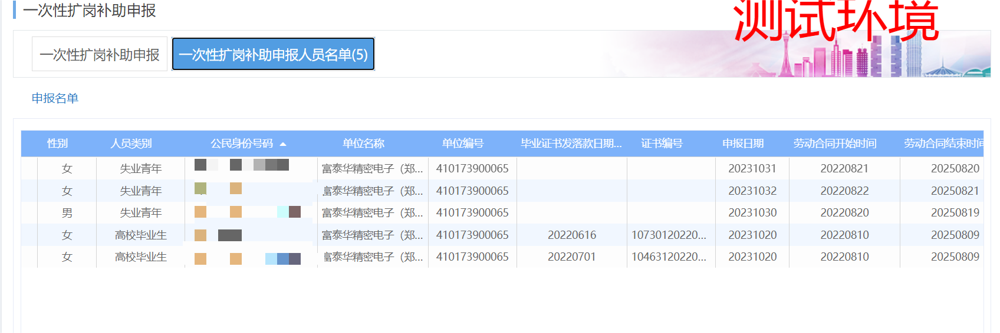 一次性扩岗补助申报
测试环境
一次性扩岗补助申报 一次性扩岗补助申报人员名单(5)
申报名单
性别 人员类别 公民身份号码 单位名称 单位编号 毕业证书发落款日期... 证书编号 申报日期 劳动合同开始时间 劳动合同结束时间
女 失业青年 富泰华精密电子（郑... 410173900065 20231031 20220821 20250820
女 失业青年 富泰华精密电子（郑... 410173900065 20231032 20220822 20250821
男 失业青年 富泰华精密电子（郑... 410173900065 20231030 20220820 20250819
女 高校毕业生 富泰华精密电子（郑... 410173900065 20220616 10730120220... 20231020 20220810 20250809
女 高校毕业生 富泰华精密电子（郑... 410173900065 20220701 10463120220... 20231020 20220810 20250809